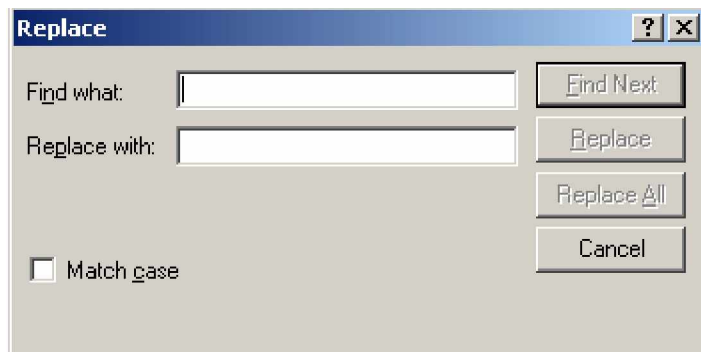 Replace
Find what:
Find Next
Replace with:
Replace
Replace All
Cancel
Match case